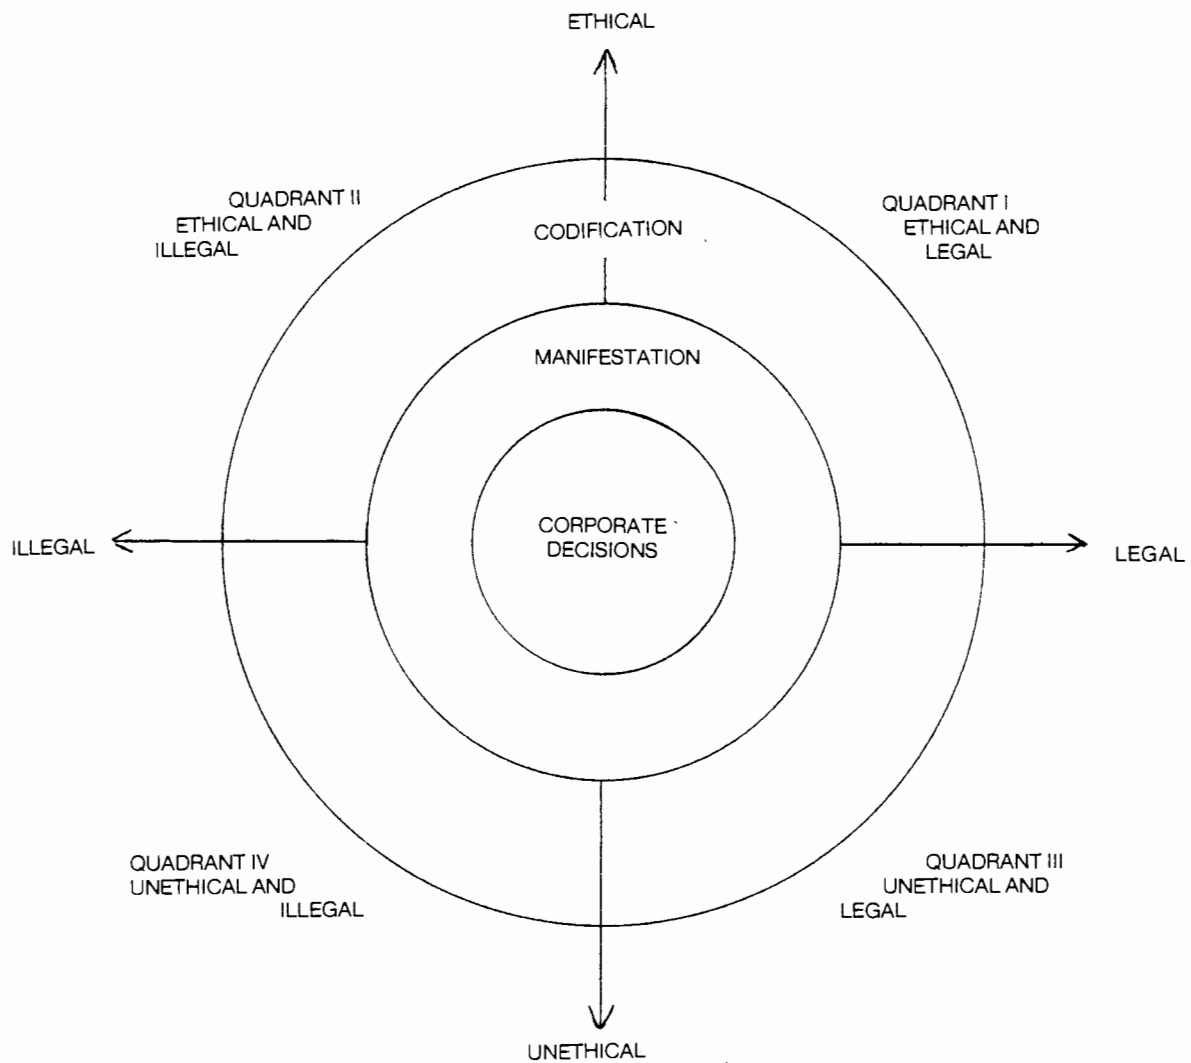 ETHICAL
QUADRANT II
ETHICAL AND
ILLEGAL
QUADRANT I
ETHICAL AND
LEGAL
CODIFICATION
MANIFESTATION
CORPORATE
DECISIONS
ILLEGAL
LEGAL
QUADRANT IV
UNETHICAL AND
ILLEGAL
QUADRANT III
UNETHICAL AND
LEGAL
UNETHICAL